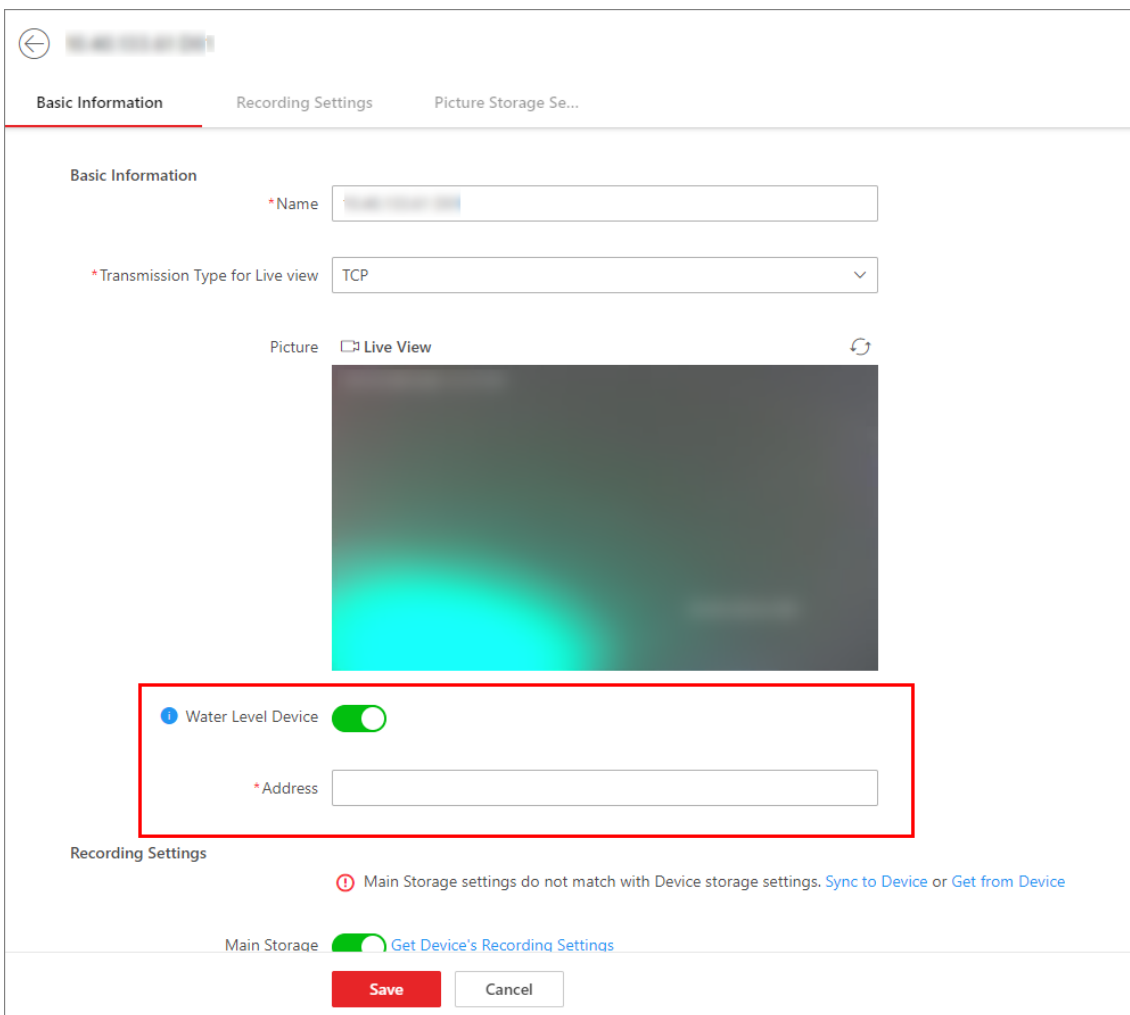 Basic Information Recording Settings Picture Storage Se...
Basic Information
*Name
*Transmission Type for Live view TCP
Picture Live View
Water Level Device
*Address
Recording Settings
Main Storage settings do not match with Device storage settings. Sync to Device or Get from Device
Main Storage Get Device's Recording Settings
Save Cancel